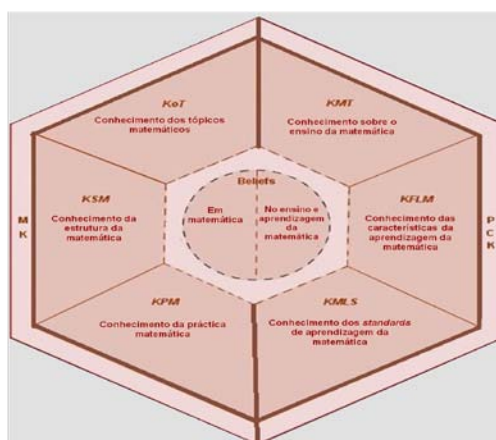 KoT
Conhecimento dos tópicos
matemáticos
KMT
Conhecimento sobre o
ensino da matemática
KSM
Conhecimento da
estrutura da
matemática
M
K
Beliefs
Em
matemática
No ensino e
aprendizagem
da
matemática
KFLM
Conhecimento das
características da
aprendizagem da
matemática
P
C
K
KPM
Conhecimento da práctica
matemática
KMLS
Conhecimento dos standards
de aprendizagem da
matemática